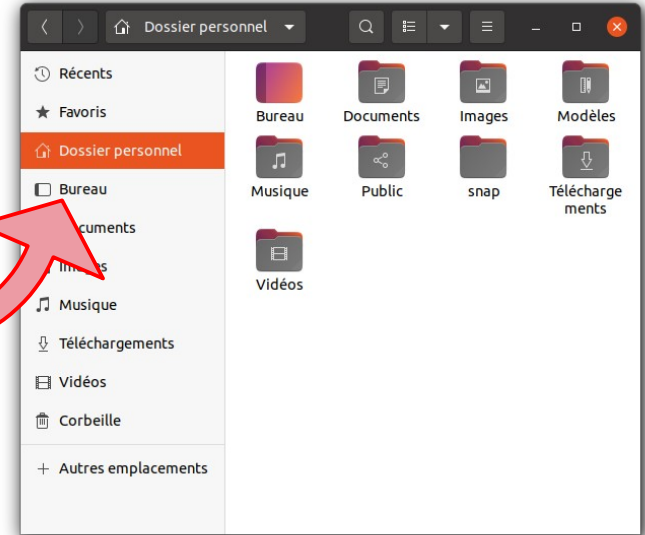 Dossier personnel
Récents
Favoris
Dossier personnel
Bureau
Musique
Téléchargements
Vidéos
Corbeille
Autres emplacements
Bureau
Documents
Images
Modèles
Musique
Public
snap
Télécharge
ments
Vidéos